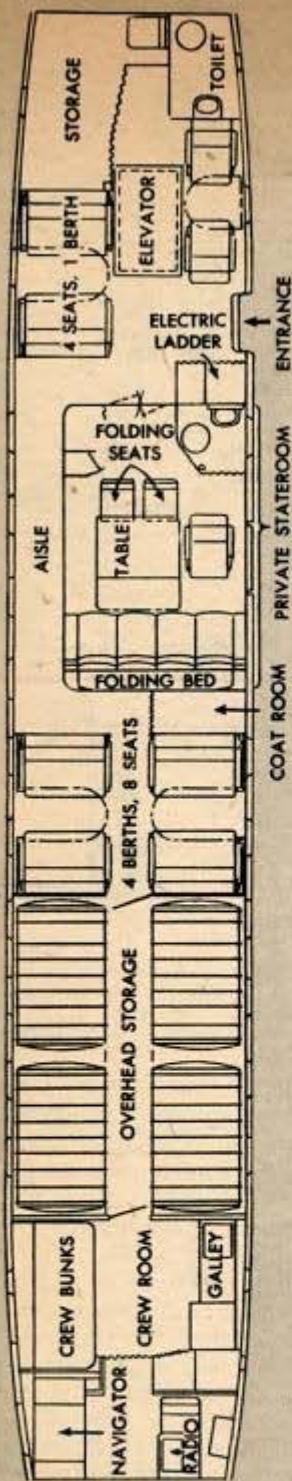 STORAGE
TOILET
4 SEATS, 1 BERTH
ELEVATOR
ELECTRIC
LADDER
ENTRANCE
FOLDING
SEATS
AISLE
TABLE
PRIVATE STATEROOM
FOLDING BED
COAT ROOM
4 BERTHS, 8 SEATS
OVERHEAD STORAGE
CREW BUNKS
CREW ROOM
GALLEY
NAVIGATOR
RADIO